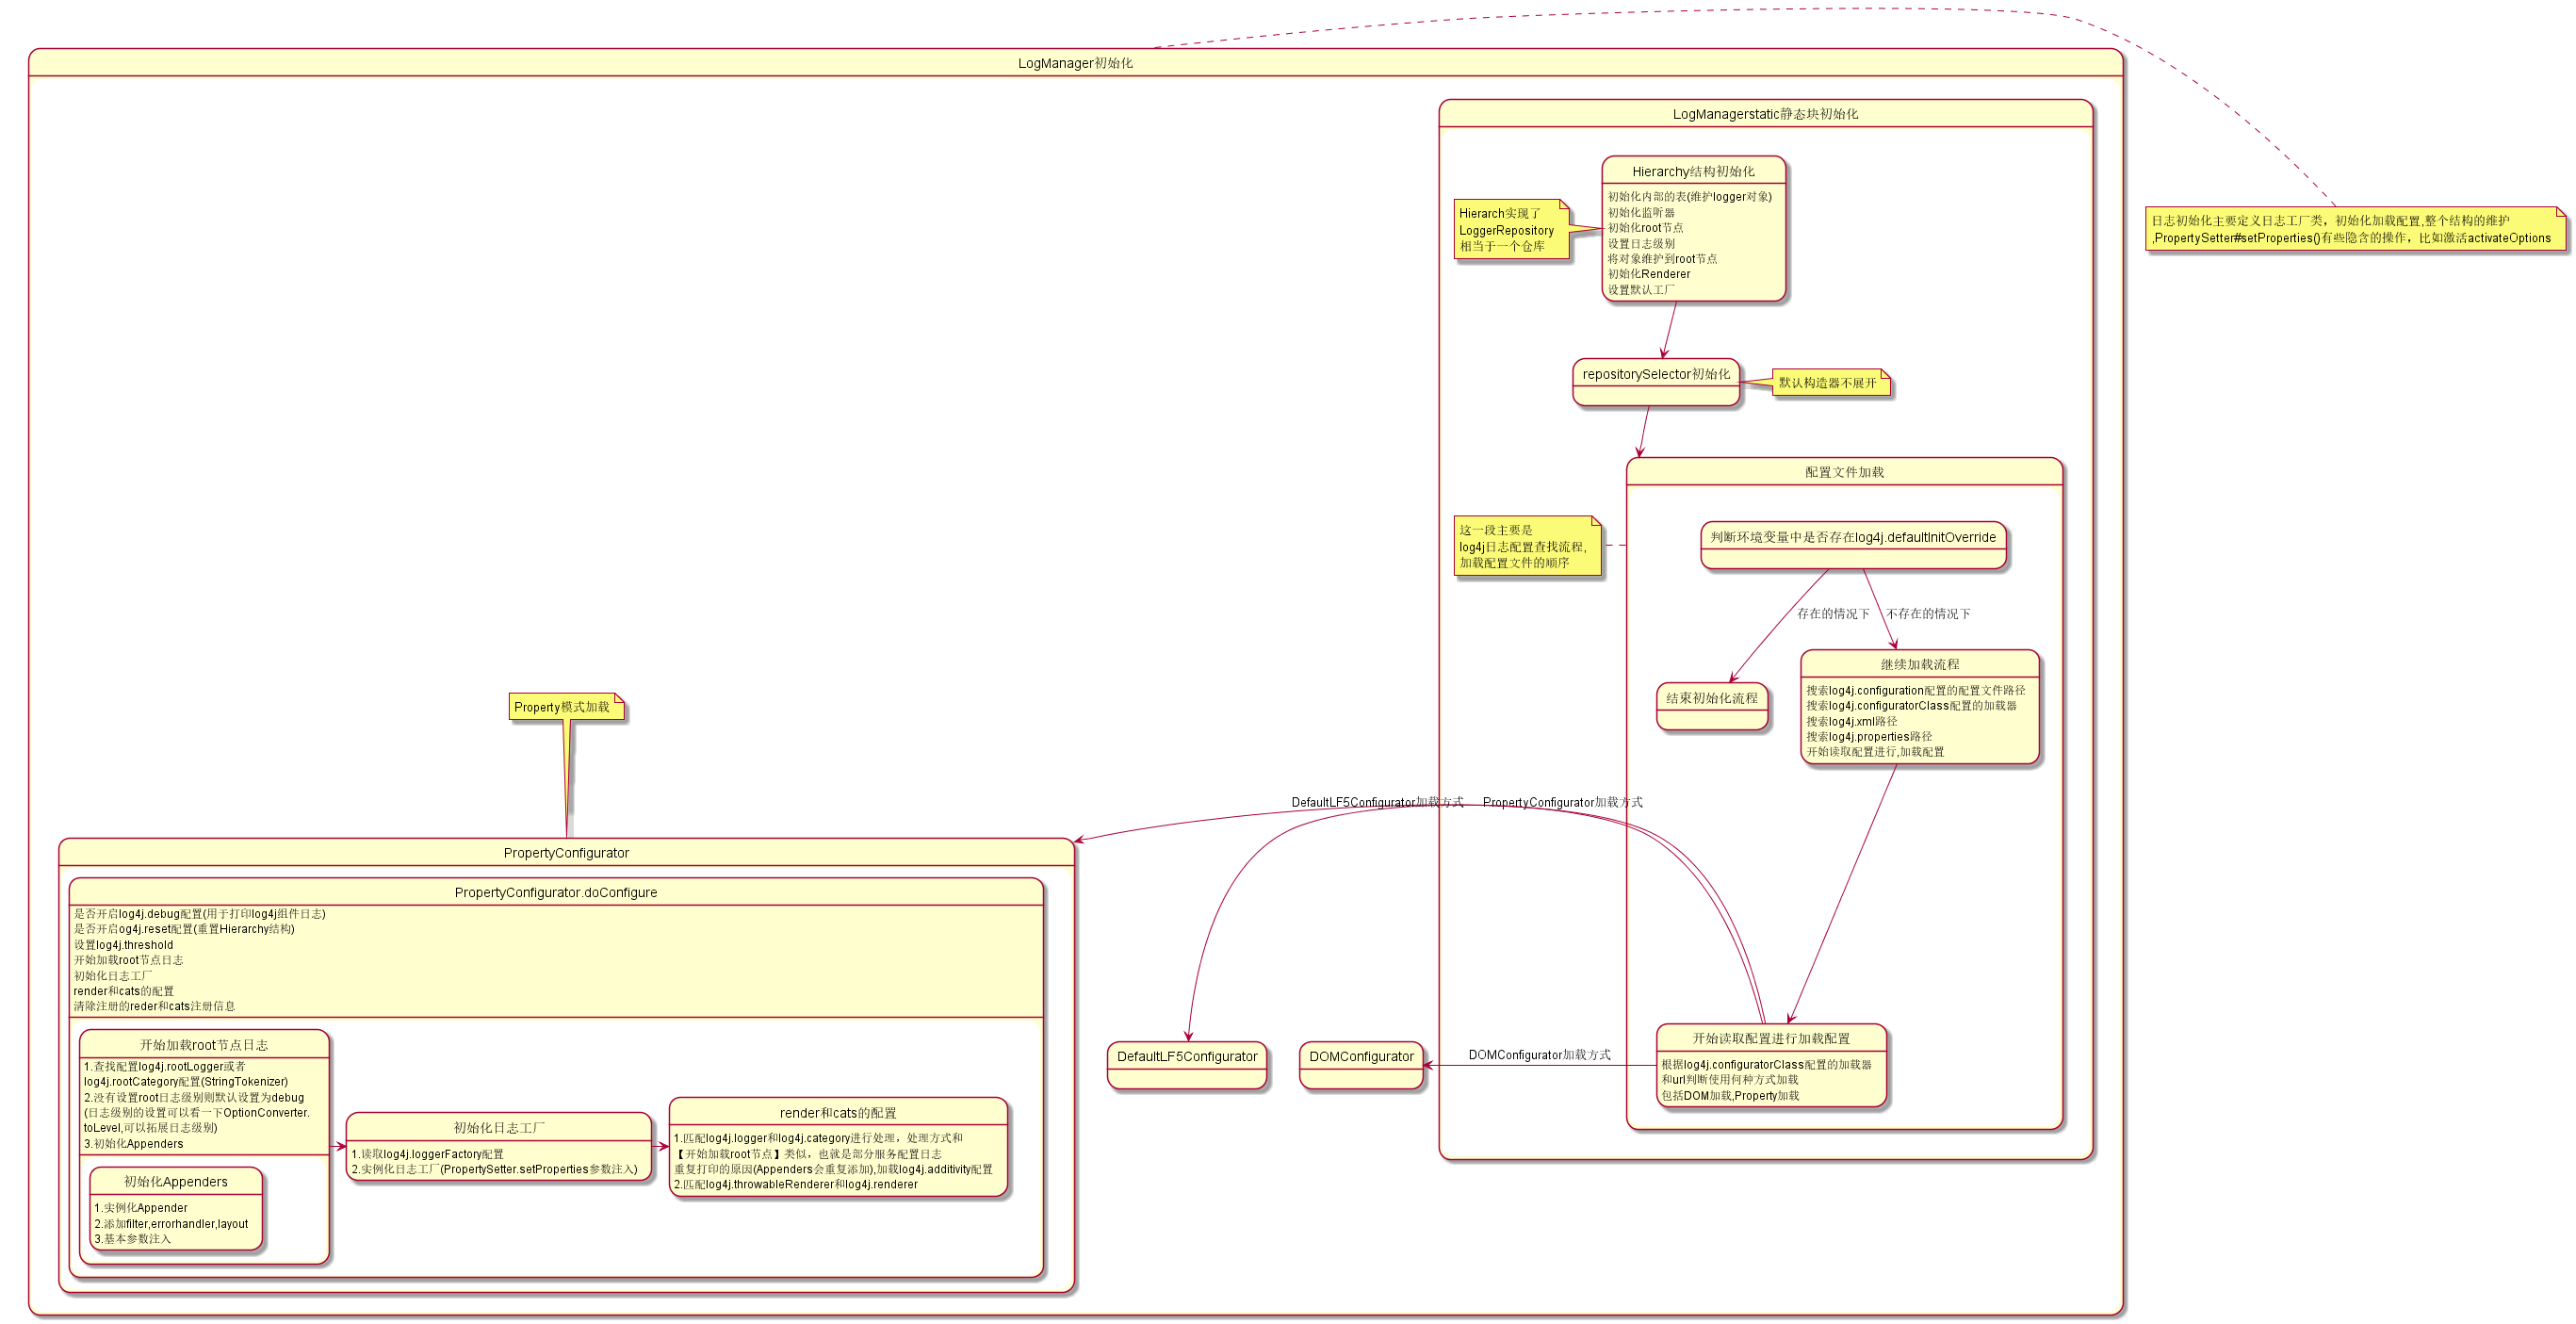 LogManager初始化
日志初始化主要定义日志工厂类，初始化加载配置,整个结构的维护
,PropertySetter#setProperties()有些隐含的操作，比如激活activateOptions
LogManagerstatic静态块初始化
Hierarchy结构初始化
初始化内部的表(维护logger对象)
初始化监听器
初始化root节点
设置日志级别
将对象维护到root节点
初始化Renderer
设置默认工厂
Hierarch实现了
LoggerRepository
相当于一个仓库
repositorySelector初始化
默认构造器不展开
配置文件加载
这一段主要是
log4j日志配置查找流程,
加载配置文件的顺序
判断环境变量中是否存在log4j.defaultInitOverride
存在的情况下
不存在的情况下
结束初始化流程
继续加载流程
搜索log4j.configuration配置的配置文件路径
搜索log4j.configuratorClass配置的加载器
搜索log4j.xml路径
搜索log4j.properties路径
开始读取配置进行,加载配置
Property模式加载
DefaultLF5Configurator加载方式
PropertyConfigurator加载方式
PropertyConfigurator
PropertyConfigurator.doConfigure
是否开启log4j.debug配置(用于打印log4j组件日志)
是否开启og4j.reset配置(重置Hierarchy结构)
设置log4j.threshold
开始加载root节点日志
初始化日志工厂
render和cats的配置
清除注册的reder和cats注册信息
开始加载root节点日志
1.查找配置log4j.rootLogger或者
log4j.rootCategory配置(StringTokenizer)
2.没有设置root日志级别则默认设置为debug
(日志级别的设置可以看一下OptionConverter.
toLevel,可以拓展日志级别)
3.初始化Appenders
初始化Appenders
1.实例化Appender
2.添加filter,errorhandler,layout
3.基本参数注入
初始化日志工厂
1.读取log4j.loggerFactory配置
2.实例化日志工厂(PropertySetter.setProperties参数注入)
render和cats的配置
1.匹配log4j.logger和log4j.category进行处理，处理方式和
【开始加载root节点】类似，也就是部分服务配置日志
重复打印的原因(Appenders会重复添加),加载log4j.additivity配置
2.匹配log4j.throwableRenderer和log4j.renderer
DefaultLF5Configurator
DOMConfigurator
DOMConfigurator加载方式
开始读取配置进行加载配置
根据log4j.configuratorClass配置的加载器
和url判断使用何种方式加载
包括DOM加载,Property加载